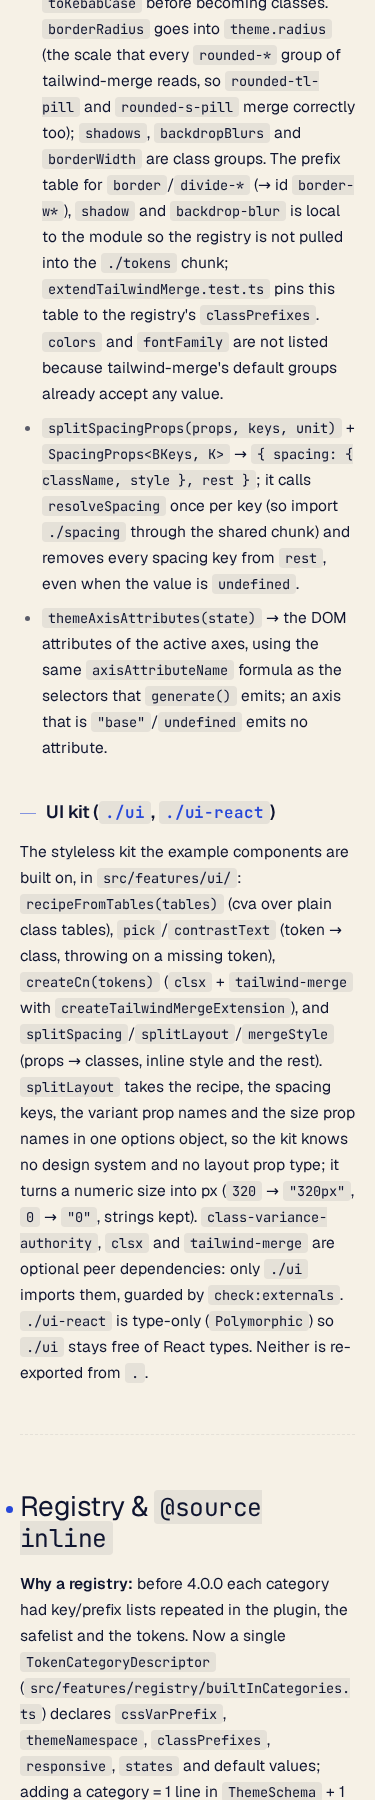 toKebabCase before becoming classes.
borderRadius goes into theme.radius
(the scale that every rounded-* group of
tailwind-merge reads, so rounded-tl-
pill and rounded-s-pill merge correctly
too); shadows, backdropBlurs and
borderWidth are class groups. The prefix
table for border/divide-* (→ id border-
w*), shadow and backdrop-blur is local
to the module so the registry is not pulled
into the ./tokens chunk;
extendTailwindMerge.test.ts pins this
table to the registry's classPrefixes.
colors and fontFamily are not listed
because tailwind-merge's default groups
already accept any value.
• splitSpacingProps(props, keys, unit) +
SpacingProps<BKeys, K> → { spacing: {
className, style }, rest }; it calls
resolveSpacing once per key (so import
./spacing through the shared chunk) and
removes every spacing key from rest,
even when the value is undefined.
• themeAxisAttributes(state) → the DOM
attributes of the active axes, using the
same axisAttributeName formula as the
selectors that generate() emits; an axis
that is "base"/undefined emits no
attribute.
— UI kit (./ui, ./ui-react)
The styleless kit the example components are
built on, in src/features/ui/:
recipeFromTables(tables) (cva over plain
class tables), pick/contrastText (token →
class, throwing on a missing token),
createCn(tokens) (clsx + tailwind-merge
with createTailwindMergeExtension), and
splitSpacing/splitLayout/mergeStyle
(props → classes, inline style and the rest).
splitLayout takes the recipe, the spacing
keys, the variant prop names and the size prop
names in one options object, so the kit knows
no design system and no layout prop type; it
turns a numeric size into px (320 → "320px",
0 → "0", strings kept). class-variance-
authority, clsx and tailwind-merge are
optional peer dependencies: only ./ui
imports them, guarded by check:externals.
./ui-react is type-only (Polymorphic) so
./ui stays free of React types. Neither is re-
exported from ..
Registry & @source
inline
Why a registry: before 4.0.0 each category
had key/prefix lists repeated in the plugin, the
safelist and the tokens. Now a single
TokenCategoryDescriptor
(src/features/registry/builtInCategories.
ts) declares cssVarPrefix,
themeNamespace, classPrefixes,
responsive, states and default values;
adding a category = 1 line in ThemeSchema + 1